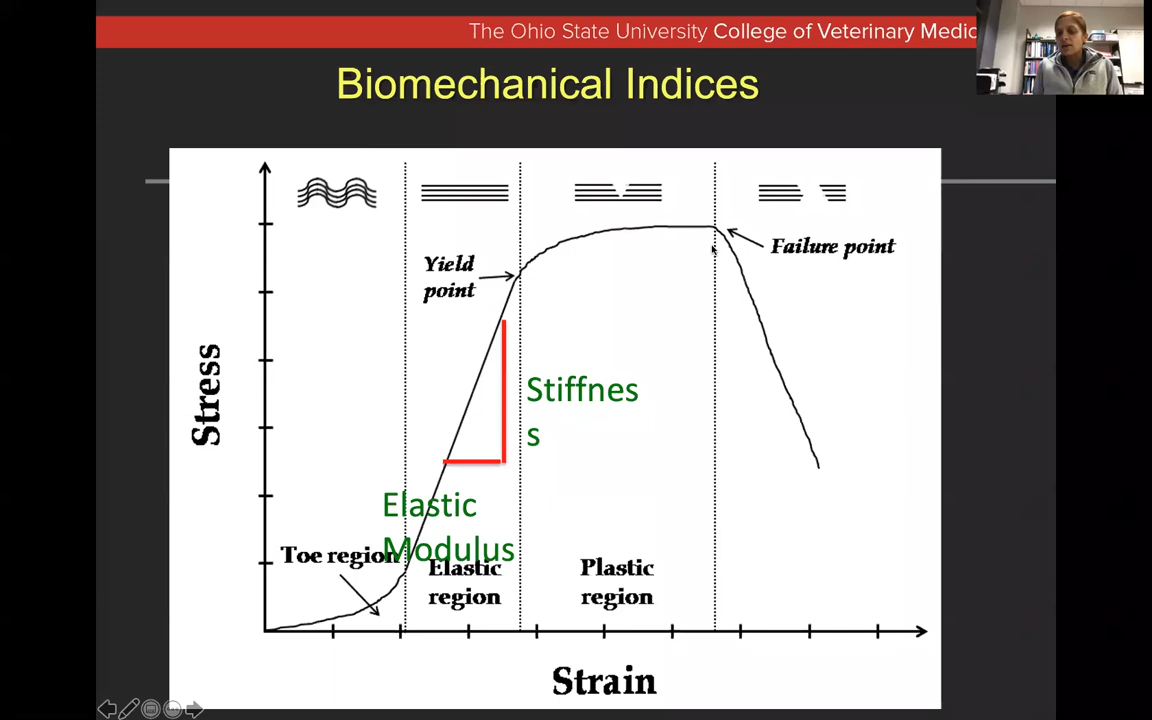 The Ohio State University College of Veterinary Medic
Biomechanical Indices
Failure point
Yield
point
Stress
Stiffnes
s
Elastic
Modulus
Toe region
Elastic
region
Plastic
region
Strain